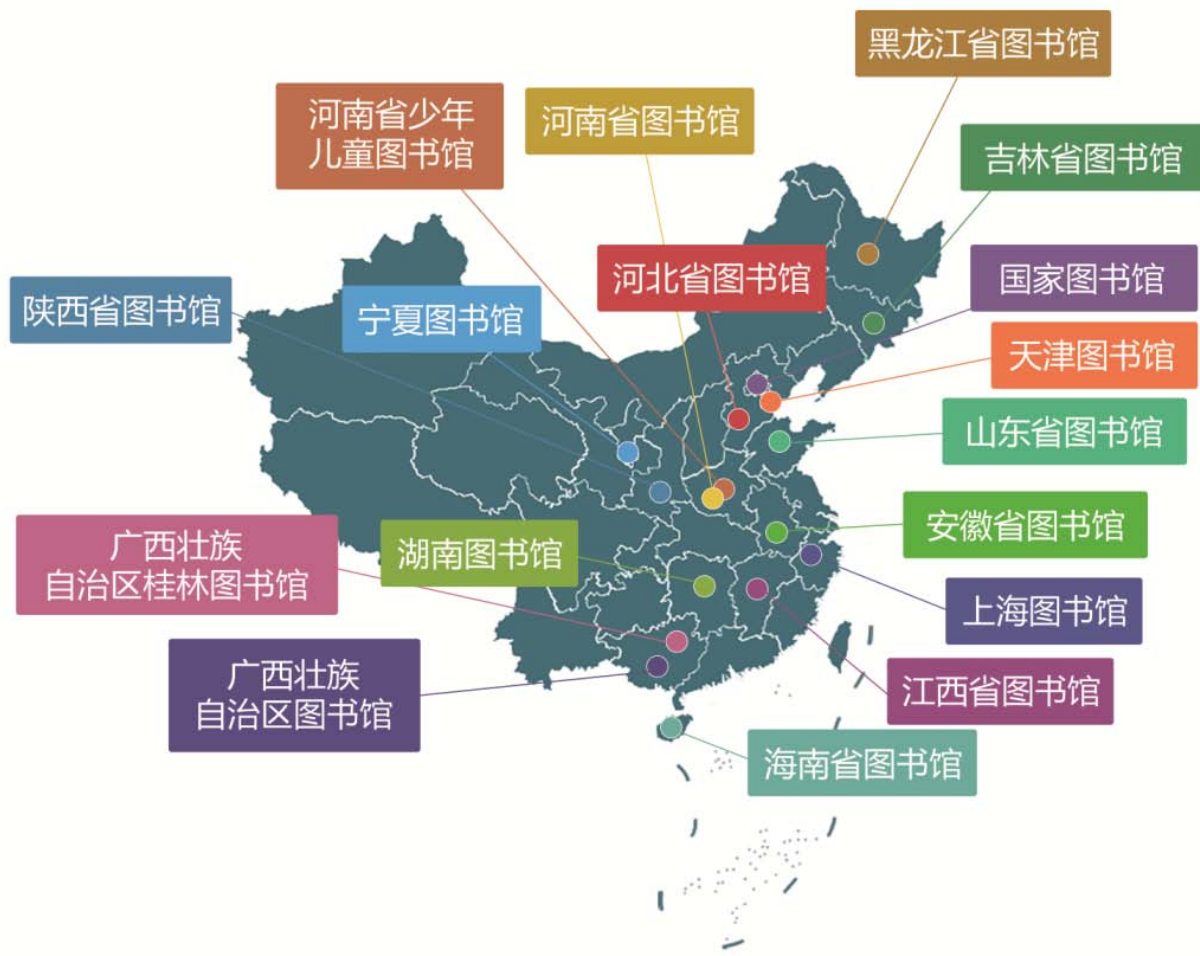 黑龙江省图书馆
河南省少年
儿童图书馆
河南省图书馆
吉林省图书馆
河北省图书馆
国家图书馆
陕西省图书馆
宁夏图书馆
天津图书馆
山东省图书馆
安徽省图书馆
广西壮族
自治区桂林图书馆
湖南图书馆
上海图书馆
广西壮族
自治区图书馆
江西省图书馆
海南省图书馆